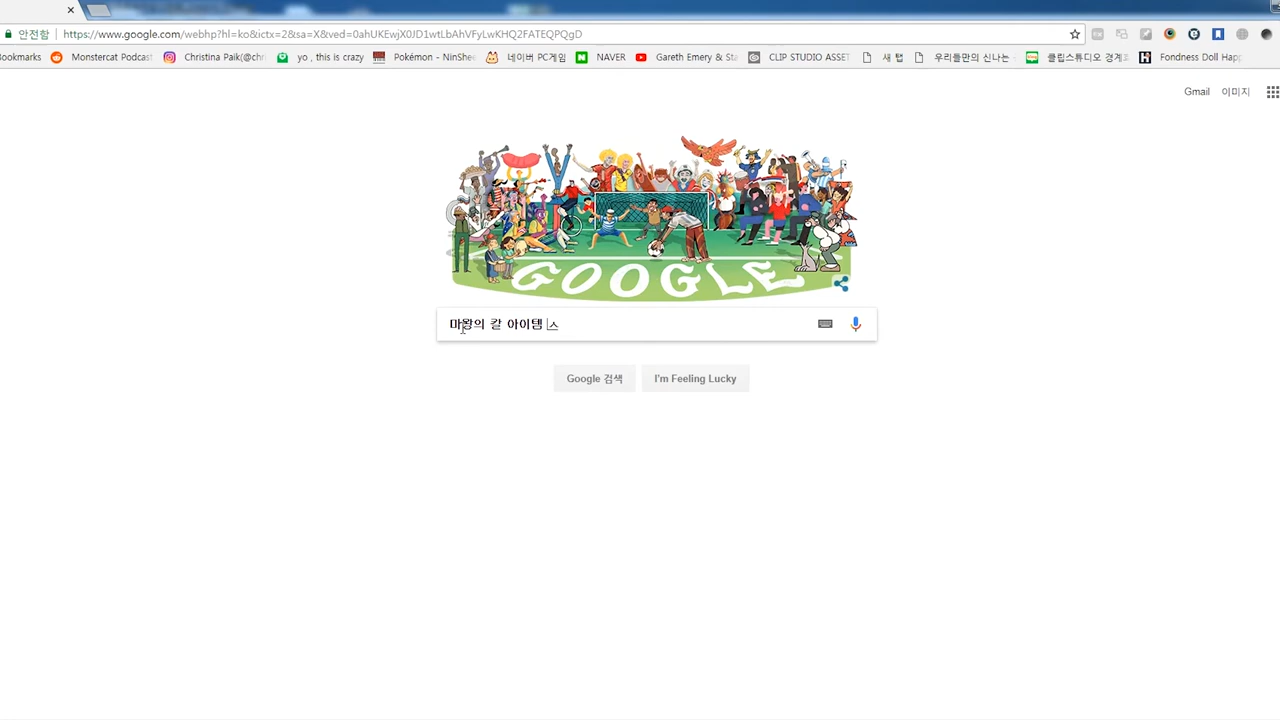 안전함 https://www.google.com/webhp?hl=ko&ictx=2&sa=X&ved=0ahUKEwjX0JD1wtLbAhVFyLwKHQ2FATEQPQgD
Bookmarks Monstercat Podcast Christina Paik(@chr yo , this is crazy Pokémon - NinShe 네이버 PC게임 NAVER Gareth Emery & Sta CLIP STUDIO ASSET 새 탭 우리들만의 신나는 클립스튜디오 경계 Fondness Doll Hap
Gmail 이미지
GOOGLE
마왕의 칼 아이템 ㅅ
Google 검색 I'm Feeling Lucky